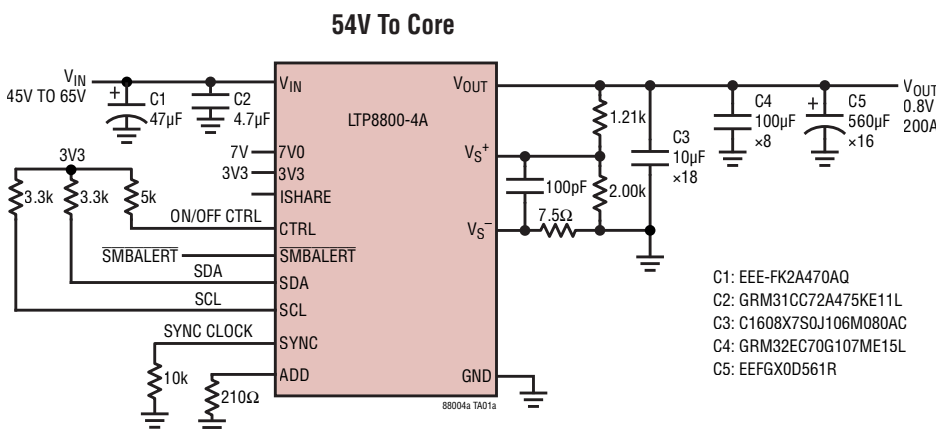 54V To Core
VIN
45V TO 65V
C1
47µF
C2
4.7µF
VIN
VOUT
LTP8800-4A
VOUT
0.8V
200A
1.21k
C3
10µF
×18
C4
100µF
×8
C5
560µF
×16
7V
7V0
3V3
3V3
ISHARE
VS+
100pF
2.00k
3V3
3.3k
3.3k
5k
ON/OFF CTRL
CTRL
VS−
7.5Ω
SMBALERT
SMBALERT
SDA
SDA
SCL
SCL
SYNC CLOCK
SYNC
10k
ADD
210Ω
GND
88004a TA01a
C1: EEE-FK2A470AQ
C2: GRM31CC72A475KE11L
C3: C1608X7S0J106M080AC
C4: GRM32EC70G107ME15L
C5: EEFGX0D561R